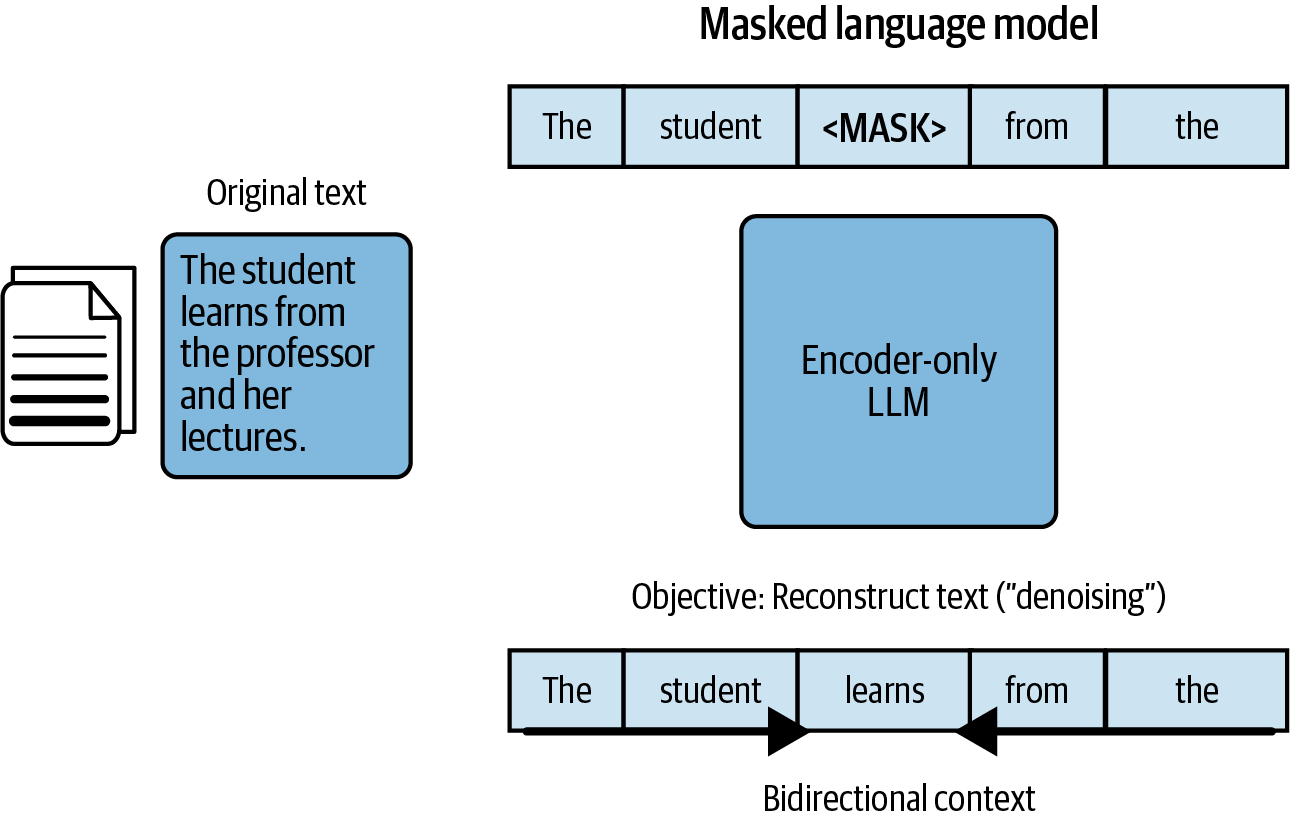 Masked language model
The student <MASK> from the
Original text
The student
learns from
the professor
and her
lectures.
Encoder-only
LLM
Objective: Reconstruct text ("denoising")
The student learns from the
Bidirectional context